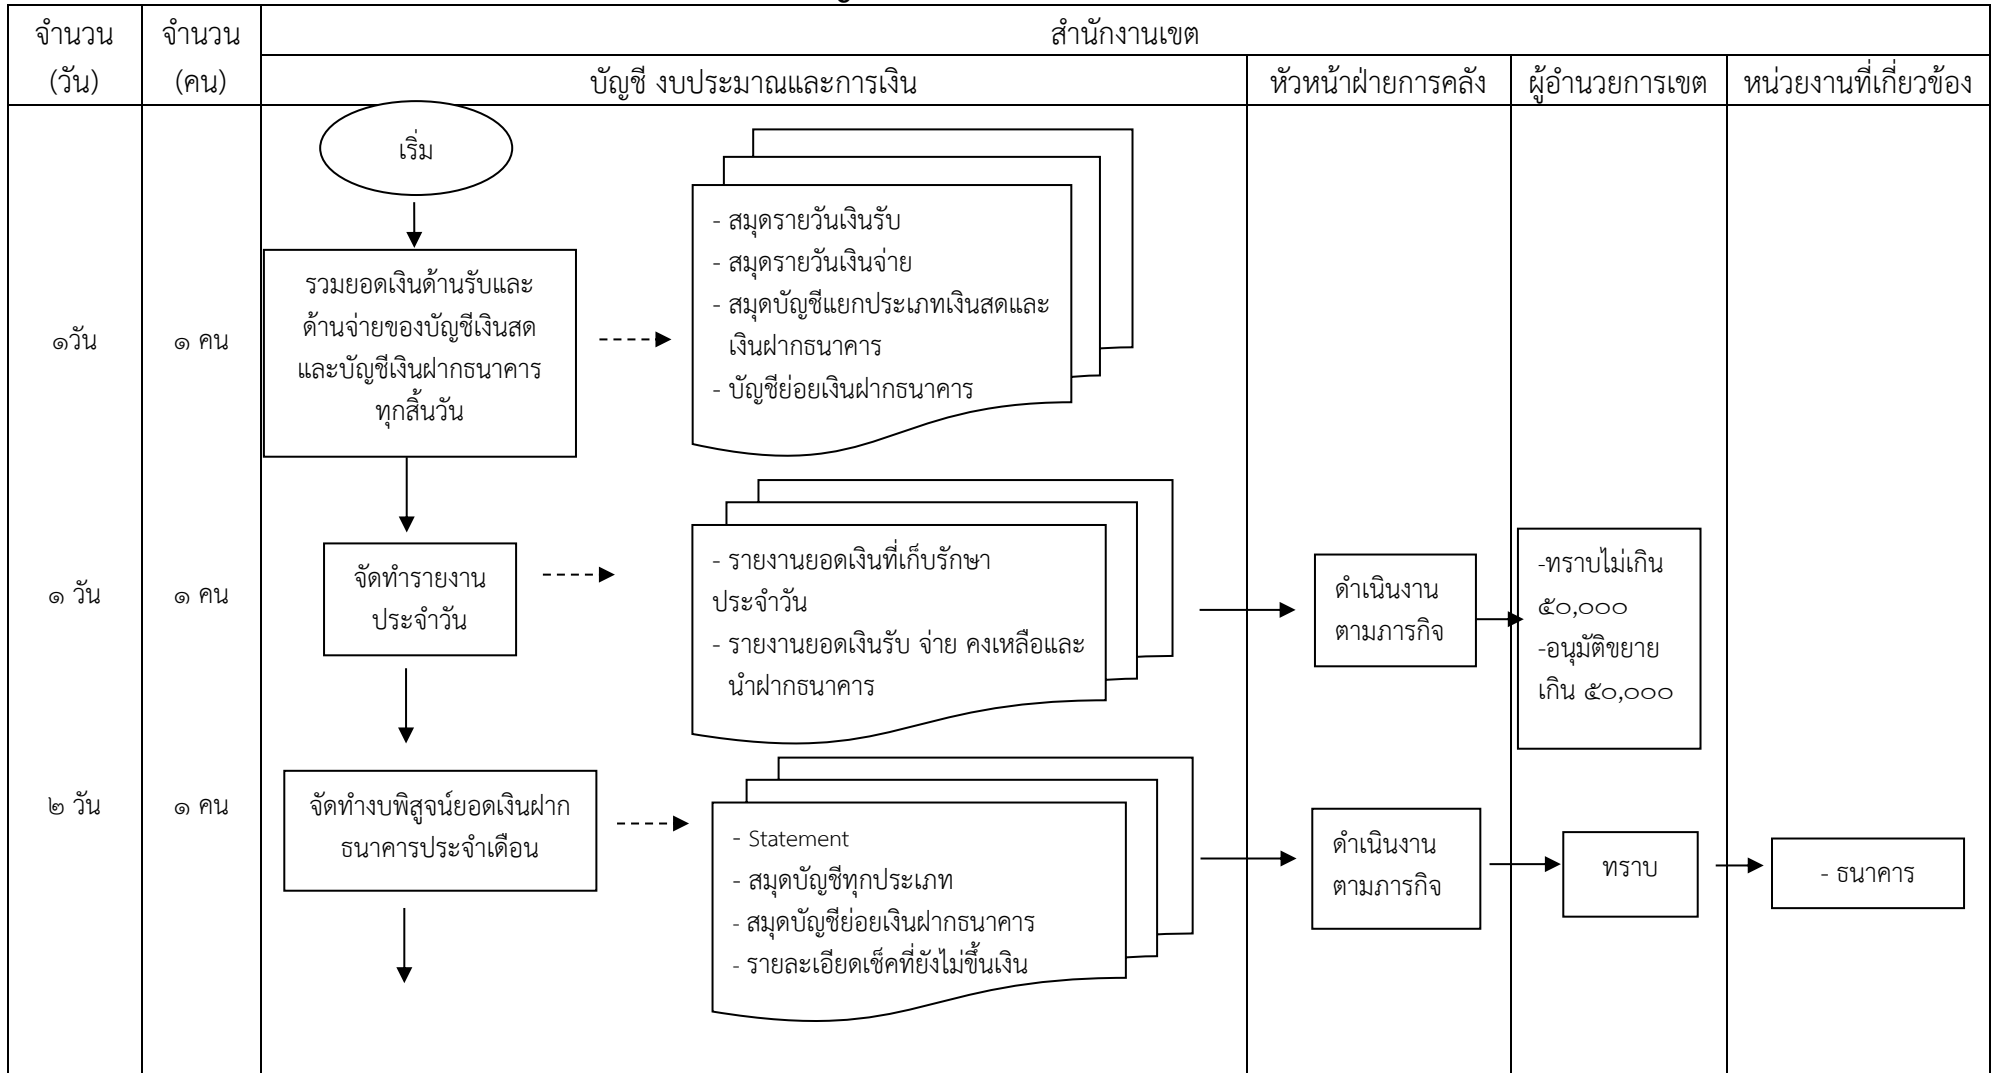 จำนวน
(วัน)
จำนวน
(คน)
สำนักงานเขต
บัญชี งบประมาณและการเงิน
หัวหน้าฝ่ายการคลัง
ผู้อำนวยการเขต
หน่วยงานที่เกี่ยวข้อง
เริ่ม
๑วัน
๑ คน
รวมยอดเงินด้านรับและ
ด้านจ่ายของบัญชีเงินสด
และบัญชีเงินฝากธนาคาร
ทุกสิ้นวัน
- สมุดรายวันเงินรับ
- สมุดรายวันเงินจ่าย
- สมุดบัญชีแยกประเภทเงินสดและ
เงินฝากธนาคาร
- บัญชีย่อยเงินฝากธนาคาร
๑ วัน
๑ คน
จัดทำรายงาน
ประจำวัน
- รายงานยอดเงินที่เก็บรักษา
ประจำวัน
- รายงานยอดเงินรับ จ่าย คงเหลือและ
นำฝากธนาคาร
ดำเนินงาน
ตามภารกิจ
-ทราบไม่เกิน
๕๐,๐๐๐
-อนุมัติขยาย
เกิน ๕๐,๐๐๐
๒ วัน
๑ คน
จัดทำงบพิสูจน์ยอดเงินฝาก
ธนาคารประจำเดือน
- Statement
- สมุดบัญชีทุกประเภท
- สมุดบัญชีย่อยเงินฝากธนาคาร
- รายละเอียดเช็คที่ยังไม่ขึ้นเงิน
ดำเนินงาน
ตามภารกิจ
ทราบ
- ธนาคาร